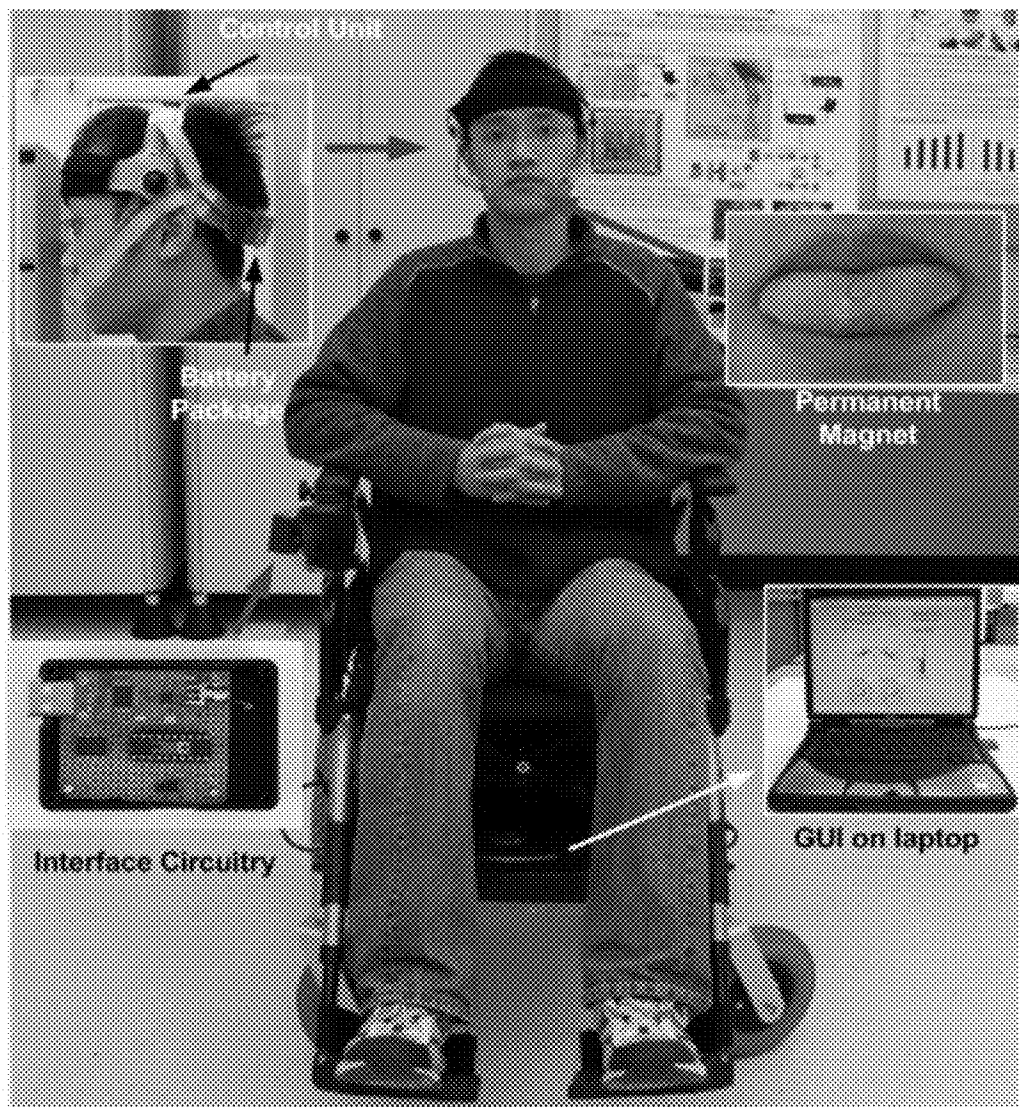 Control Unit
Battery
Package
Permanent
Magnet
Interface Circuitry
GUI on laptop